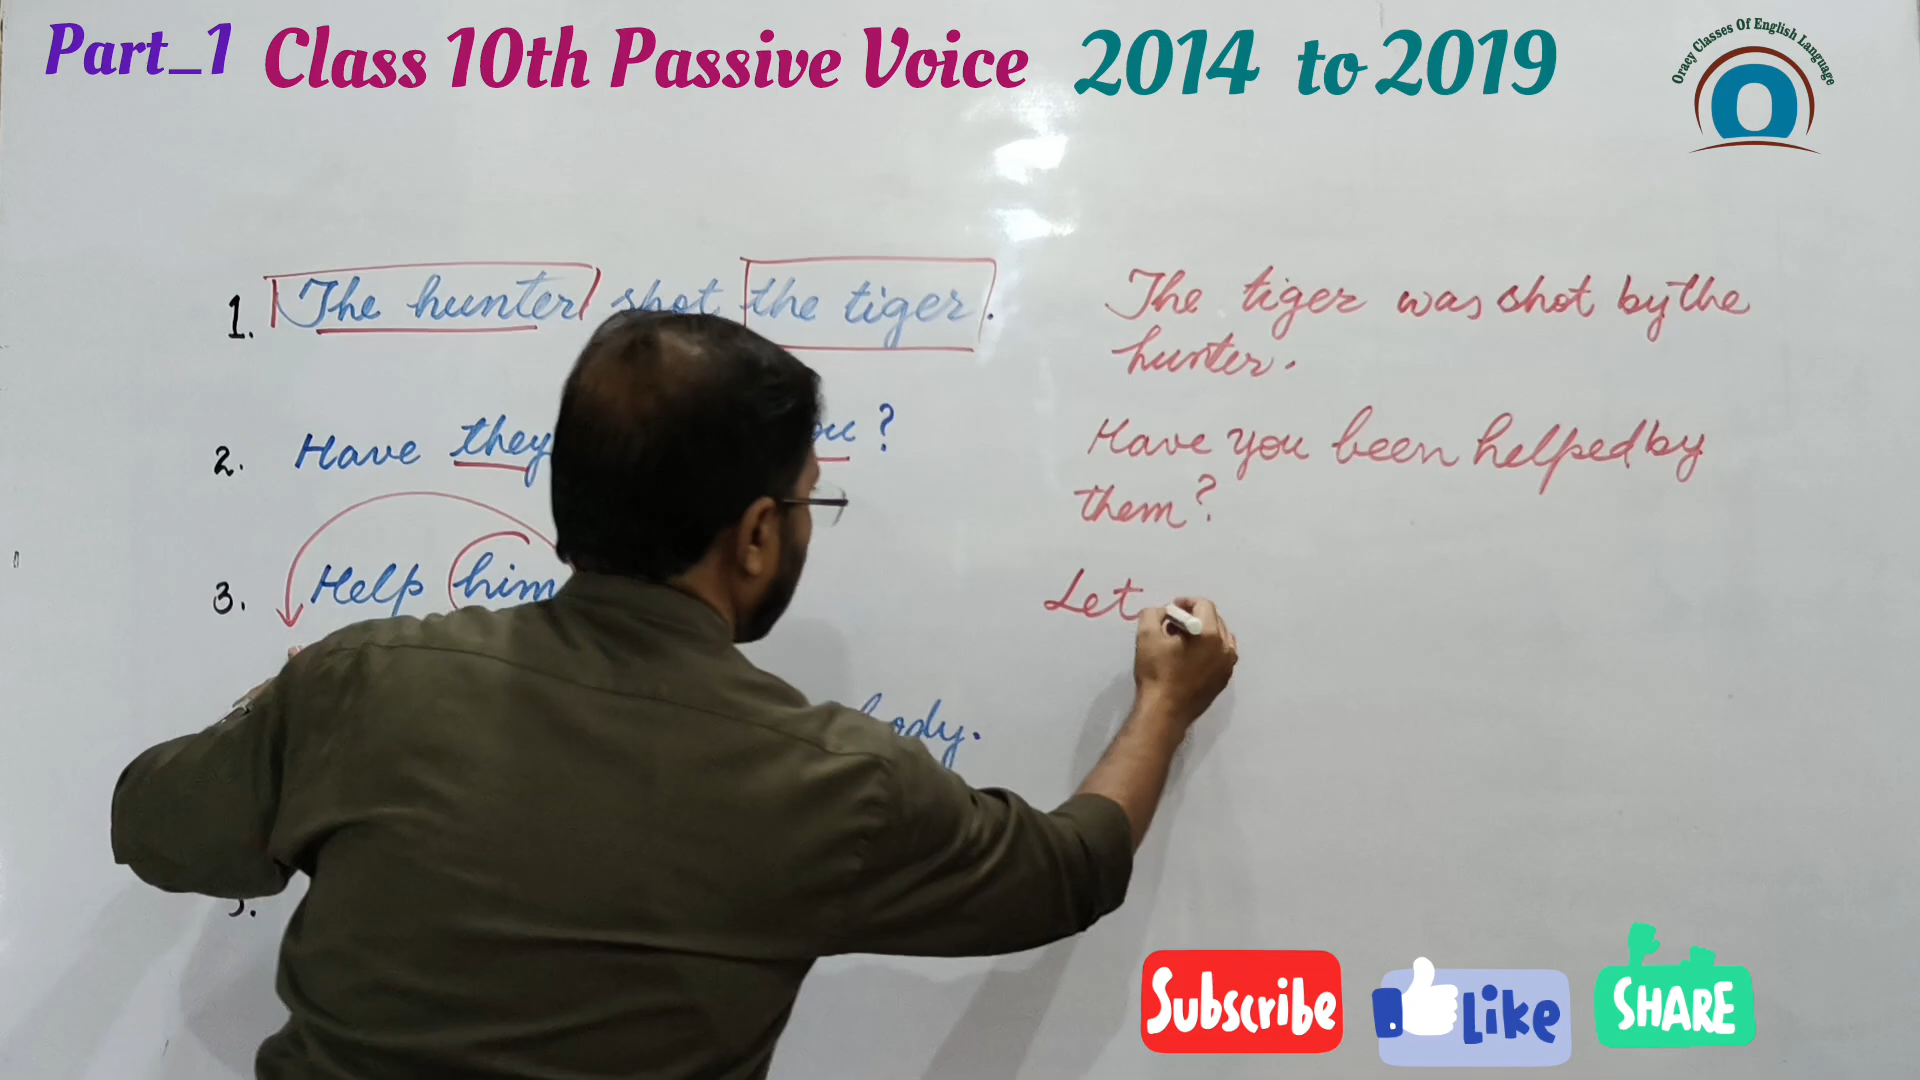 Part_1 Class 10th Passive Voice 2014 to 2019
Oracy Classes Of English Language
O
1. The hunter shot the tiger.
The tiger was shot by the
hunter.
2. Have they ou?
Have you been helped by
them?
3. Help him
Let
body.
Subscribe
Like
SHARE